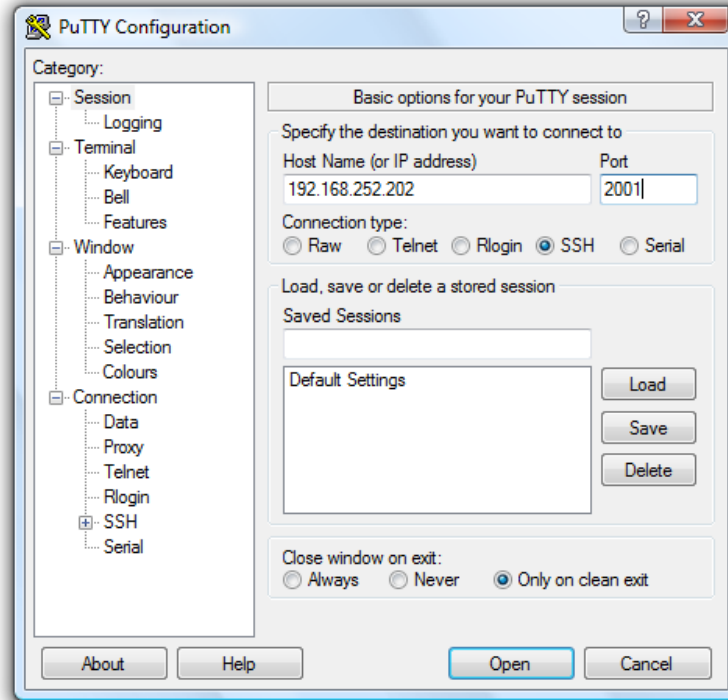 PuTTY Configuration
?
X
Category:
Session
Logging
Terminal
Keyboard
Bell
Features
Window
Appearance
Behaviour
Translation
Selection
Colours
Connection
Data
Proxy
Telnet
Rlogin
SSH
Serial
Basic options for your PuTTY session
Specify the destination you want to connect to
Host Name (or IP address) Port
192.168.252.202 2001
Connection type:
Raw Telnet Rlogin SSH Serial
Load, save or delete a stored session
Saved Sessions
Default Settings
Load
Save
Delete
Close window on exit:
Always Never Only on clean exit
About Help Open Cancel